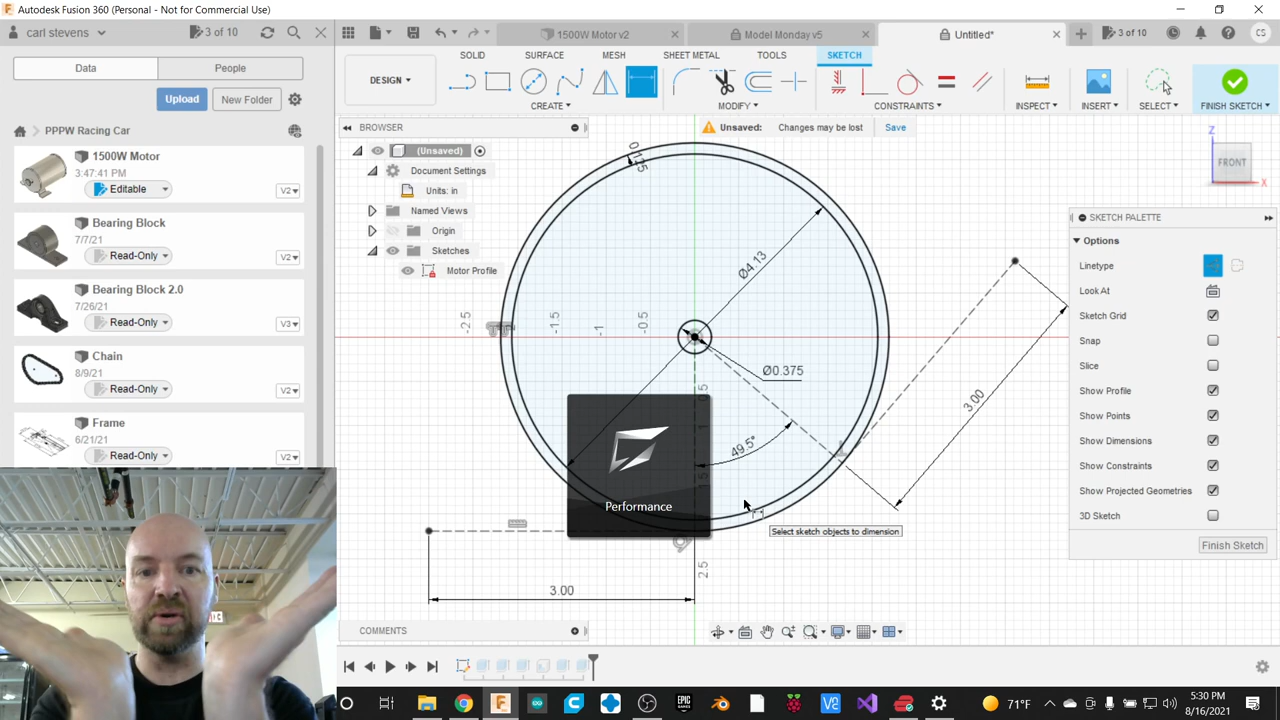 Autodesk Fusion 360 (Personal - Not for Commercial Use)
carl stevens
3 of 10
1500W Motor v2
Model Monday v5
Untitled*
3 of 10
CS
Data
People
Upload
New Folder
PPPW Racing Car
1500W Motor
3:47:41 PM
Editable
V2
Bearing Block
7/7/21
Read-Only
V2
Bearing Block 2.0
7/26/21
Read-Only
V3
Chain
8/9/21
Read-Only
V2
Frame
6/21/21
Read-Only
V2
DESIGN
SOLID
SURFACE
MESH
SHEET METAL
TOOLS
SKETCH
CREATE
MODIFY
CONSTRAINTS
INSPECT
INSERT
SELECT
FINISH SKETCH
BROWSER
Unsaved:
Changes may be lost
Save
(Unsaved)
Document Settings
Units: in
Named Views
Origin
Sketches
Motor Profile
0.125
Ø4.13
Ø0.375
49.5°
3.00
3.00
-2.5
-1.5
-1
-0.5
2.5
Z
FRONT
X
SKETCH PALETTE
Options
Linetype
Look At
Sketch Grid
Snap
Slice
Show Profile
Show Points
Show Dimensions
Show Constraints
Show Projected Geometries
3D Sketch
Finish Sketch
Performance
Select sketch objects to dimension
COMMENTS
71°F
5:30 PM
8/16/2021